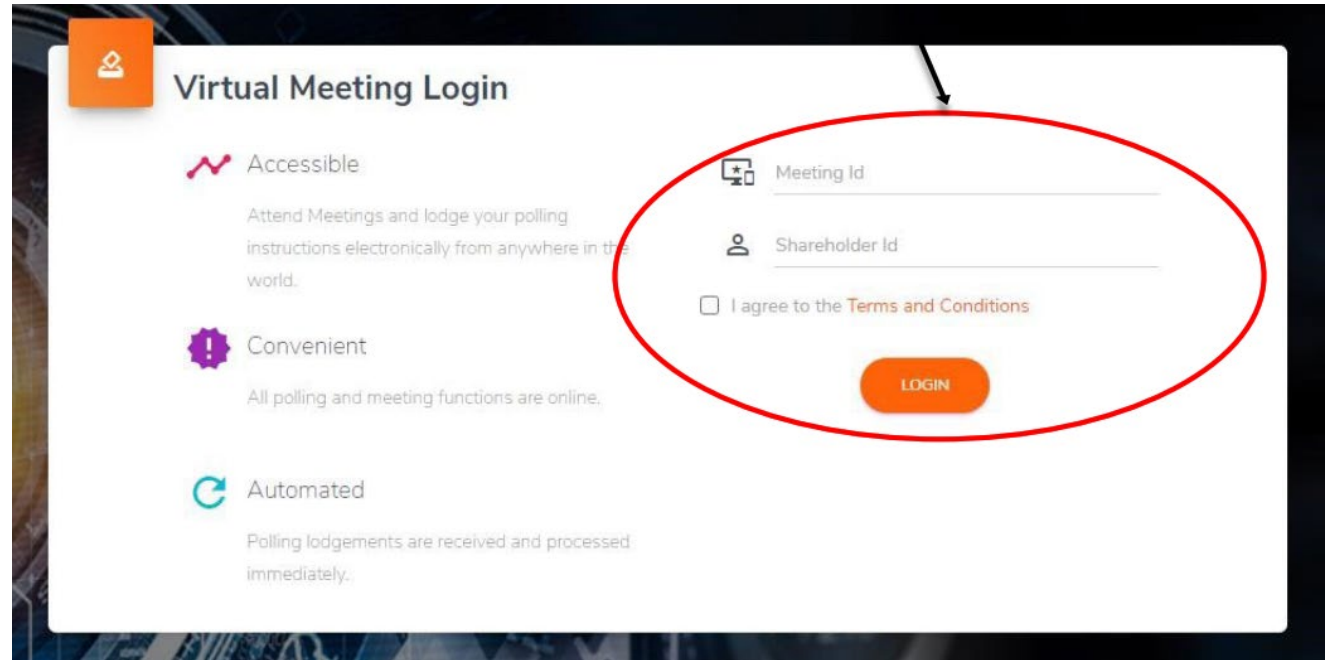 Virtual Meeting Login
Accessible
Attend Meetings and lodge your polling
instructions electronically from anywhere in the
world.
Convenient
All polling and meeting functions are online.
Automated
Polling lodgements are received and processed
immediately.
Meeting Id
Shareholder Id
I agree to the Terms and Conditions
LOGIN